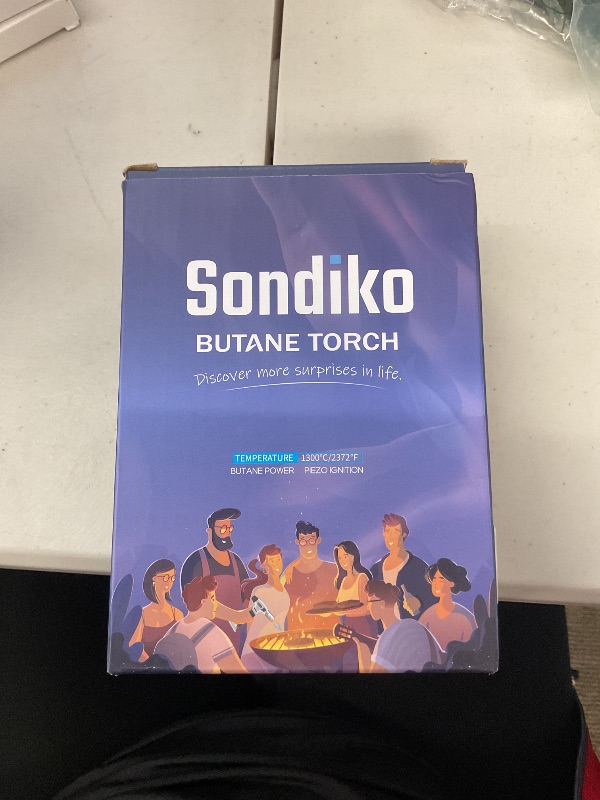 Sondiko
BUTANE TORCH
Discover more surprises in life.
TEMPERATURE 1300°C/2372°F
BUTANE POWER PIEZO IGNITION